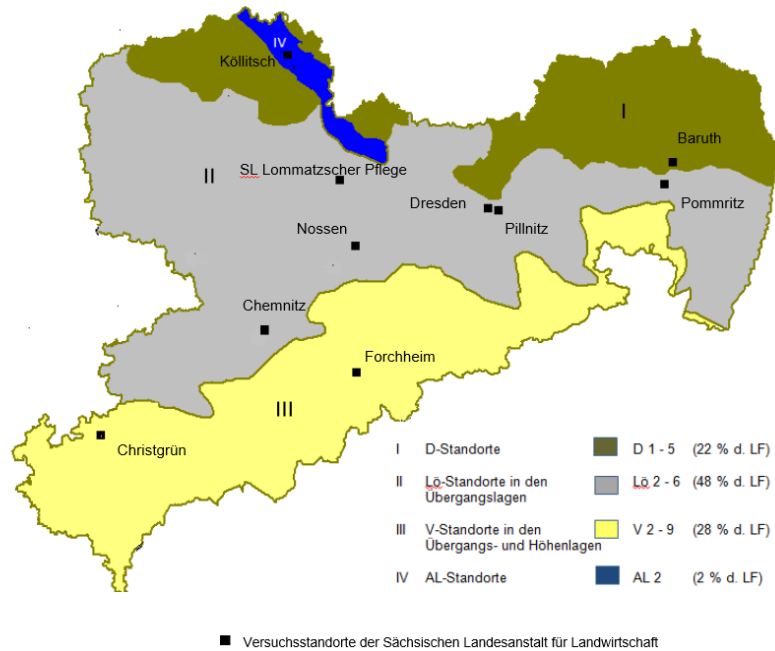 IV
Köllitsch
I
Baruth
II
SL Lommatzscher Pflege
Dresden
Pommritz
Pillnitz
Nossen
Chemnitz
Forchheim
III
Christgrün
I D-Standorte D 1 - 5 (22 % d. LF)
II Lö-Standorte in den Lö 2 - 6 (48 % d. LF)
Übergangslagen
III V-Standorte in den V 2 - 9 (28 % d. LF)
Übergangs- und Höhenlagen
IV AL-Standorte AL 2 (2 % d. LF)
Versuchsstandorte der Sächsischen Landesanstalt für Landwirtschaft